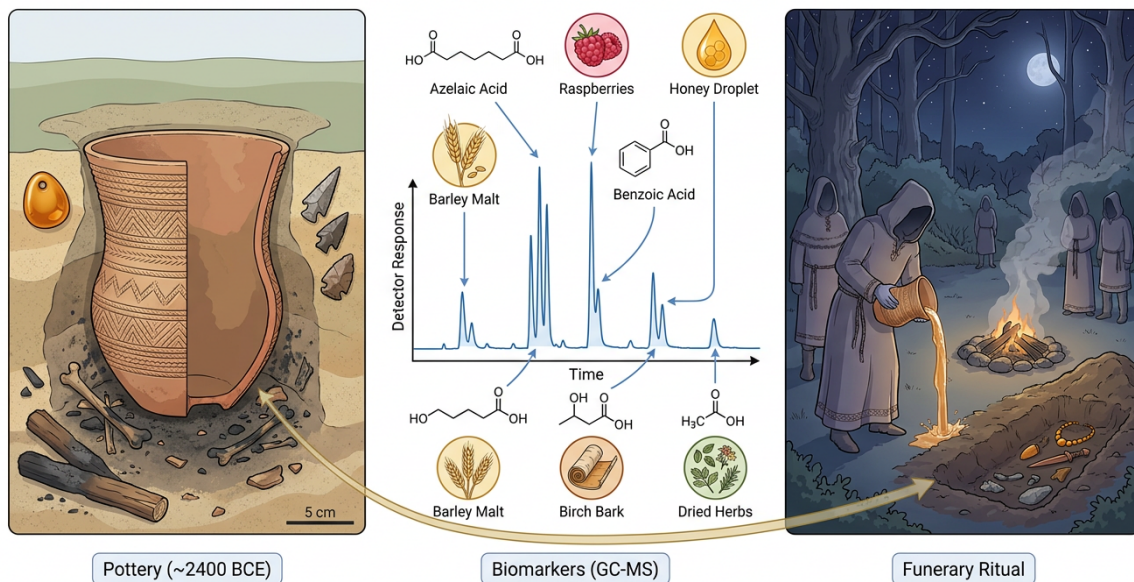 O
O
HO
OH
Azelaic Acid
Raspberries
Honey Droplet
Barley Malt
O
OH
Benzoic Acid
Detector Response
Time
HO
O
OH
OH
O
OH
O
H₃C
OH
Barley Malt
Birch Bark
Dried Herbs
5 cm
Pottery (~2400 BCE)
Biomarkers (GC-MS)
Funerary Ritual